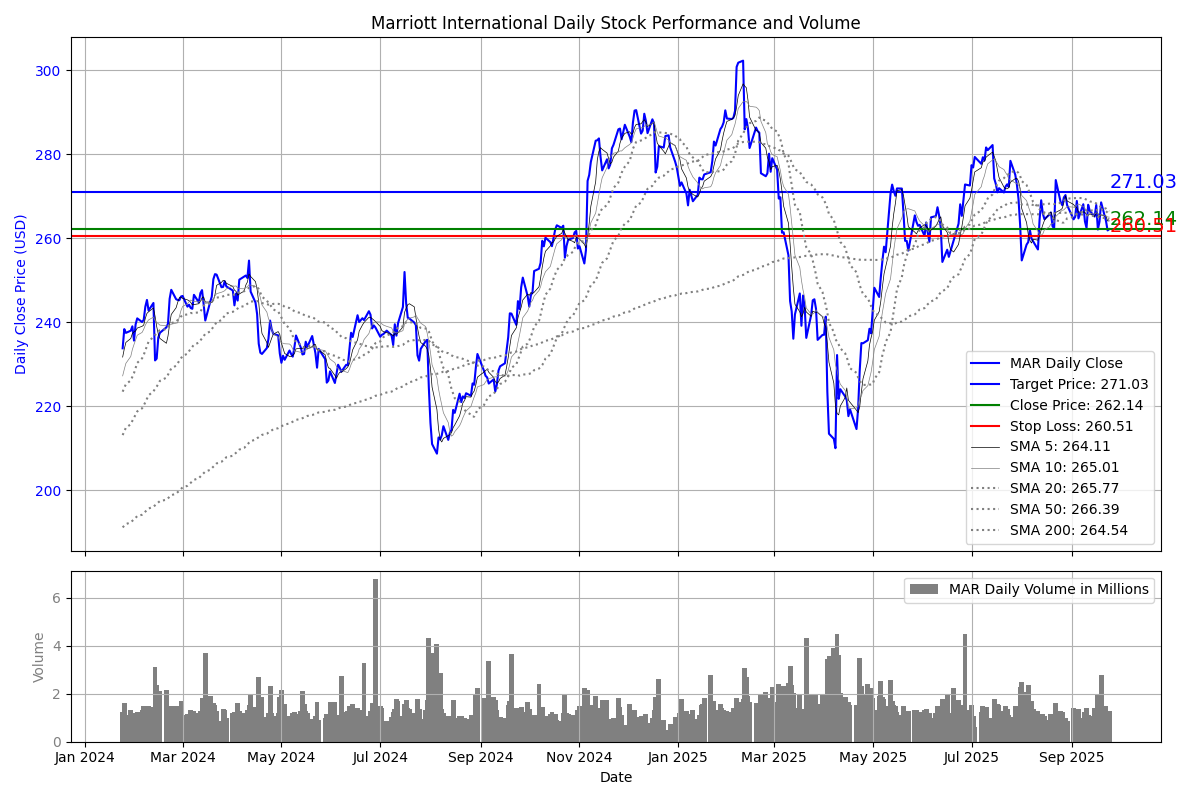 Marriott International Daily Stock Performance and Volume
Daily Close Price (USD)
300
280
260
240
220
200
271.03
262.14
260.51
MAR Daily Close
Target Price: 271.03
Close Price: 262.14
Stop Loss: 260.51
SMA 5: 264.11
SMA 10: 265.01
SMA 20: 265.77
SMA 50: 266.39
SMA 200: 264.54
Volume
6
4
2
0
MAR Daily Volume in Millions
Jan 2024 Mar 2024 May 2024 Jul 2024 Sep 2024 Nov 2024 Jan 2025 Mar 2025 May 2025 Jul 2025 Sep 2025
Date